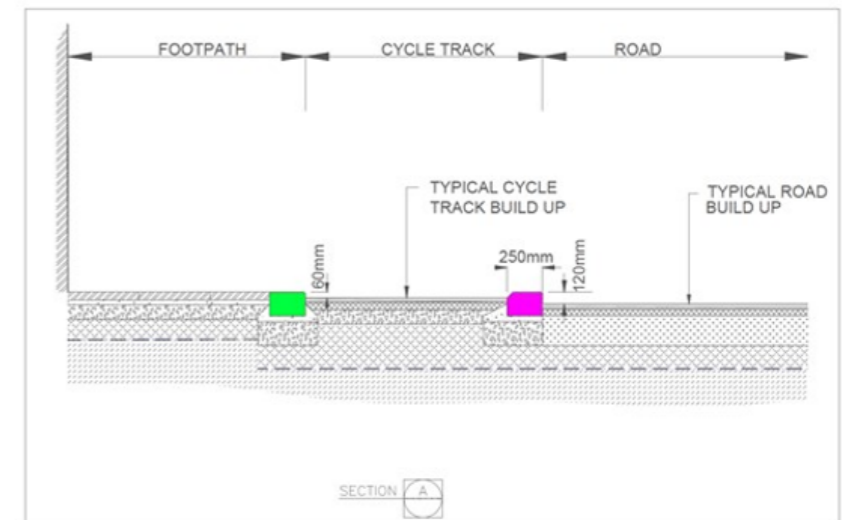 FOOTPATH
CYCLE TRACK
ROAD
TYPICAL CYCLE
TRACK BUILD UP
TYPICAL ROAD
BUILD UP
60mm
250mm
120mm
SECTION A